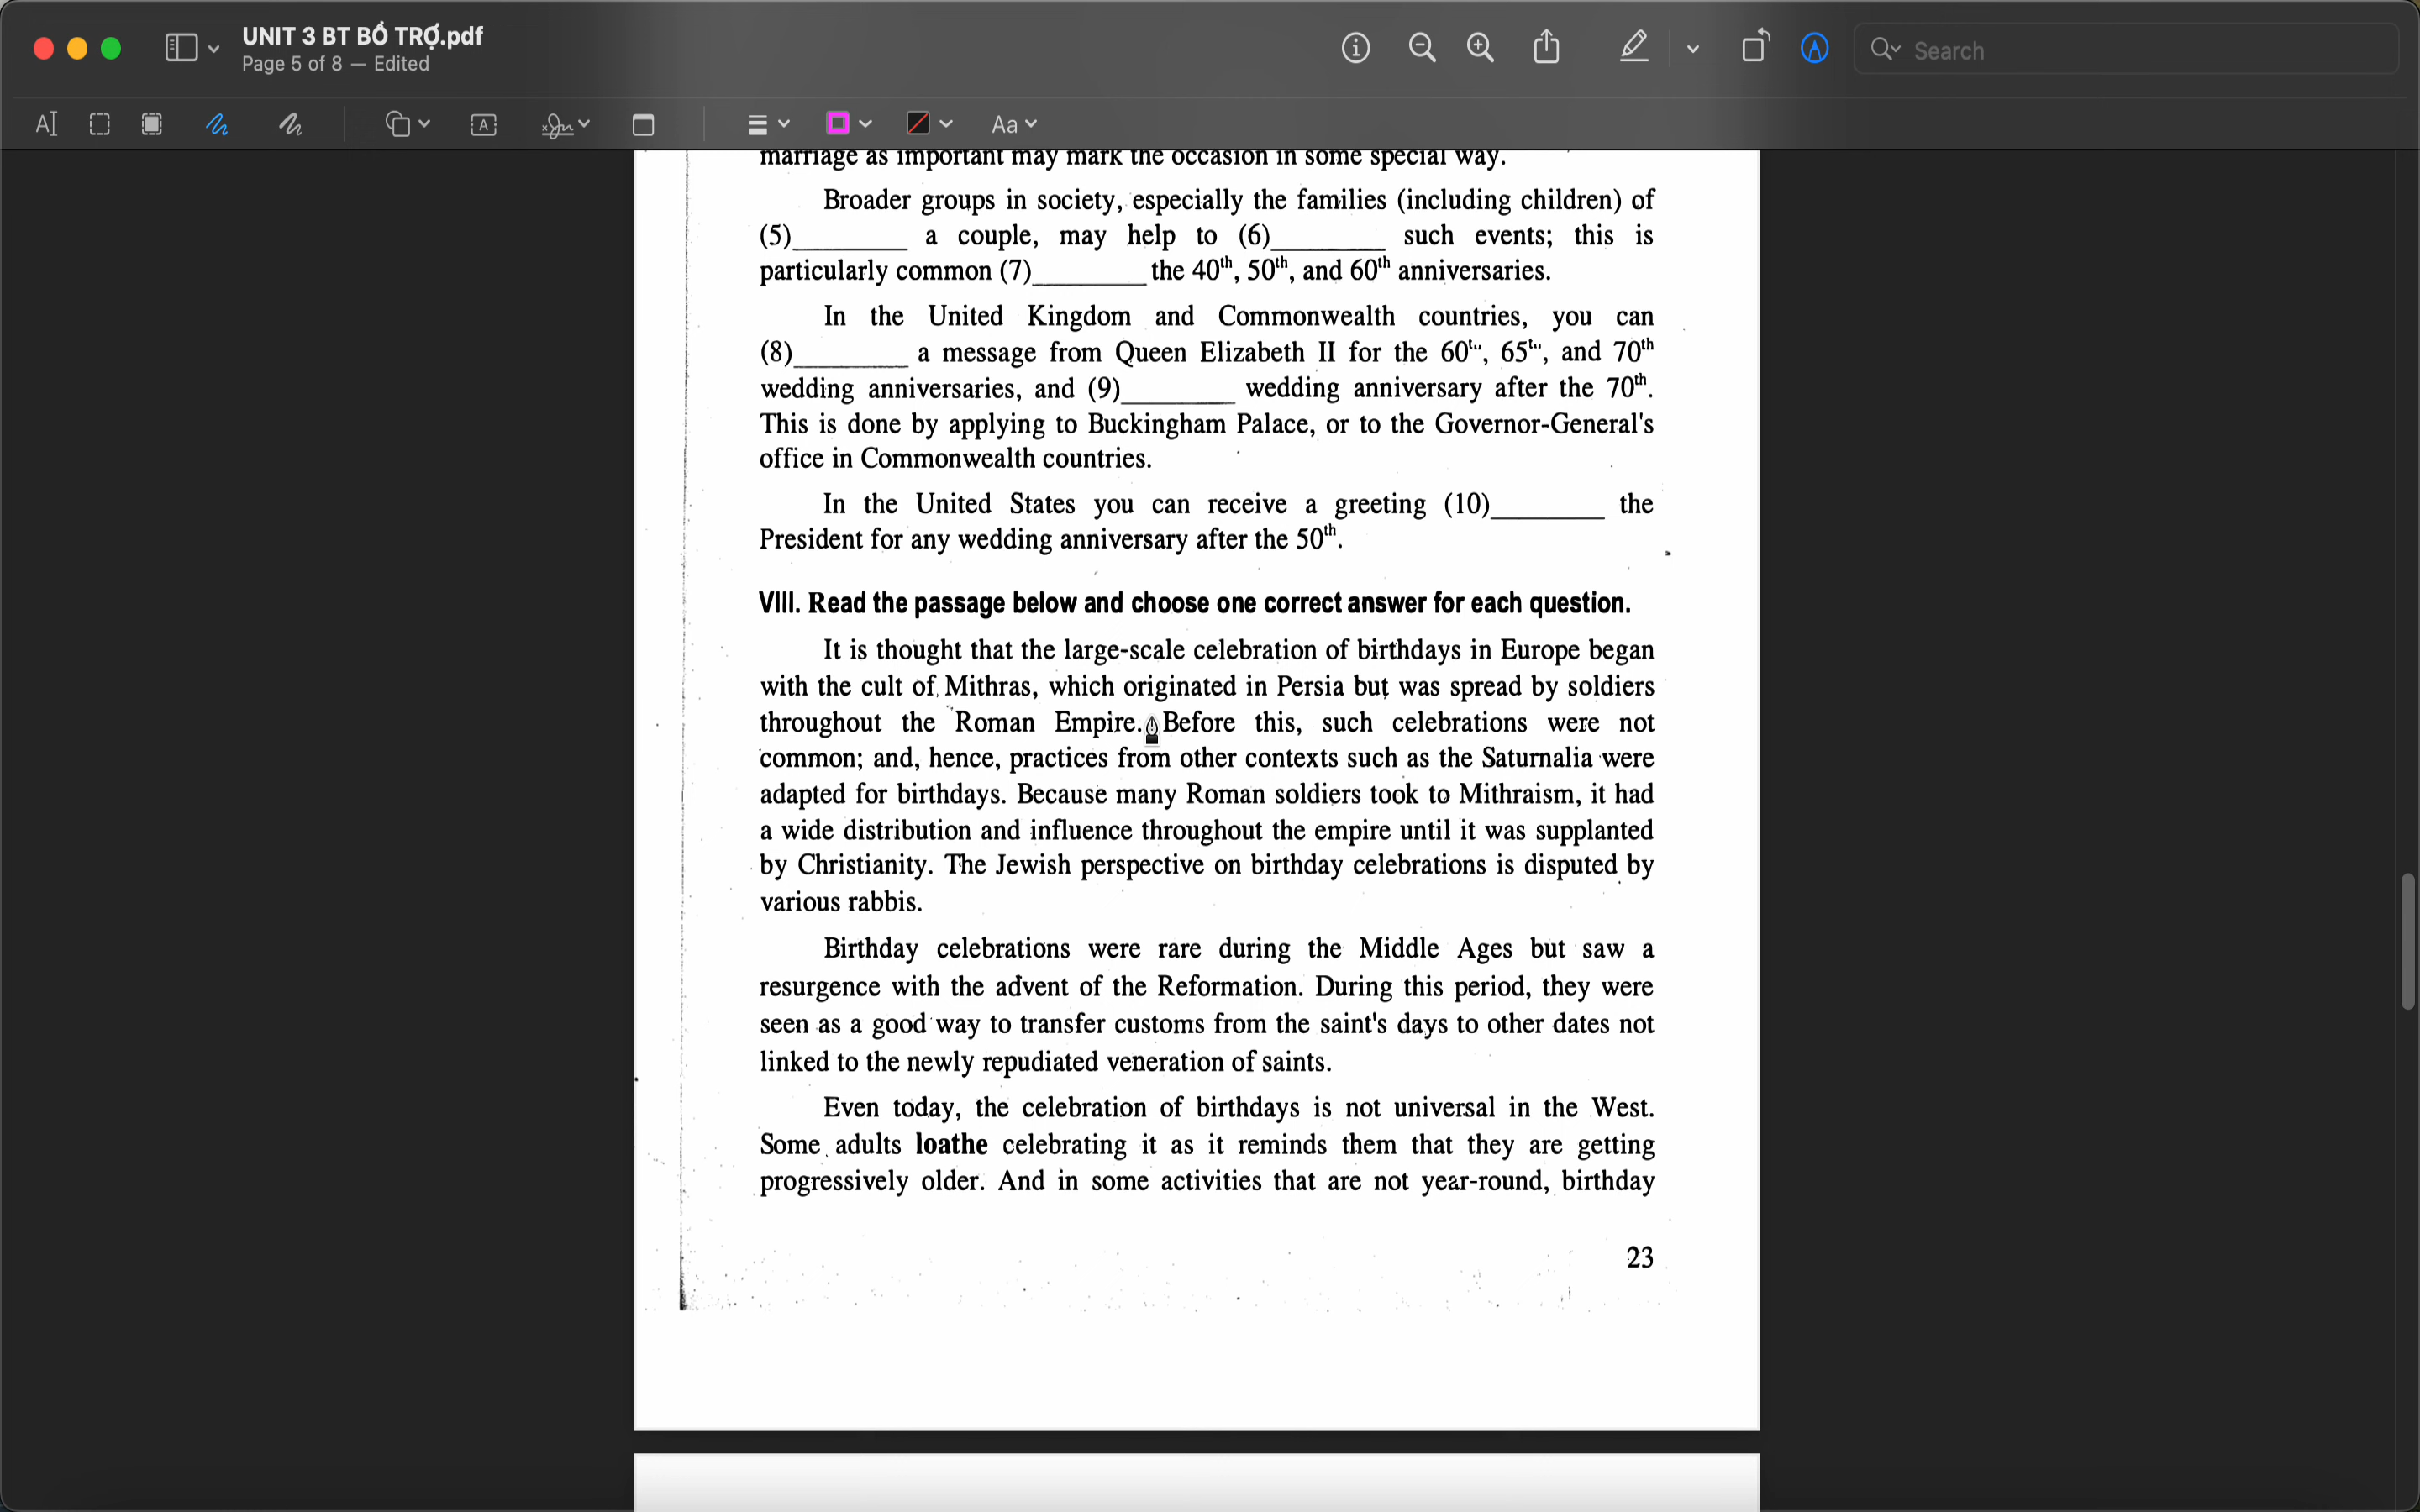 UNIT 3 BT BỔ TRỢ.pdf
Page 5 of 8 — Edited
Search
Aa
marriage as important may mark the occasion in some special way.
Broader groups in society, especially the families (including children) of
(5)________ a couple, may help to (6)________ such events; this is
particularly common (7)________ the 40th, 50th, and 60th anniversaries.
In the United Kingdom and Commonwealth countries, you can
(8)________ a message from Queen Elizabeth II for the 60th, 65th, and 70th
wedding anniversaries, and (9)________ wedding anniversary after the 70th.
This is done by applying to Buckingham Palace, or to the Governor-General's
office in Commonwealth countries.
In the United States you can receive a greeting (10)________ the
President for any wedding anniversary after the 50th.
VIII. Read the passage below and choose one correct answer for each question.
It is thought that the large-scale celebration of birthdays in Europe began
with the cult of Mithras, which originated in Persia but was spread by soldiers
throughout the Roman Empire. Before this, such celebrations were not
common; and, hence, practices from other contexts such as the Saturnalia were
adapted for birthdays. Because many Roman soldiers took to Mithraism, it had
a wide distribution and influence throughout the empire until it was supplanted
by Christianity. The Jewish perspective on birthday celebrations is disputed by
various rabbis.
Birthday celebrations were rare during the Middle Ages but saw a
resurgence with the advent of the Reformation. During this period, they were
seen as a good way to transfer customs from the saint's days to other dates not
linked to the newly repudiated veneration of saints.
Even today, the celebration of birthdays is not universal in the West.
Some adults loathe celebrating it as it reminds them that they are getting
progressively older. And in some activities that are not year-round, birthday
23